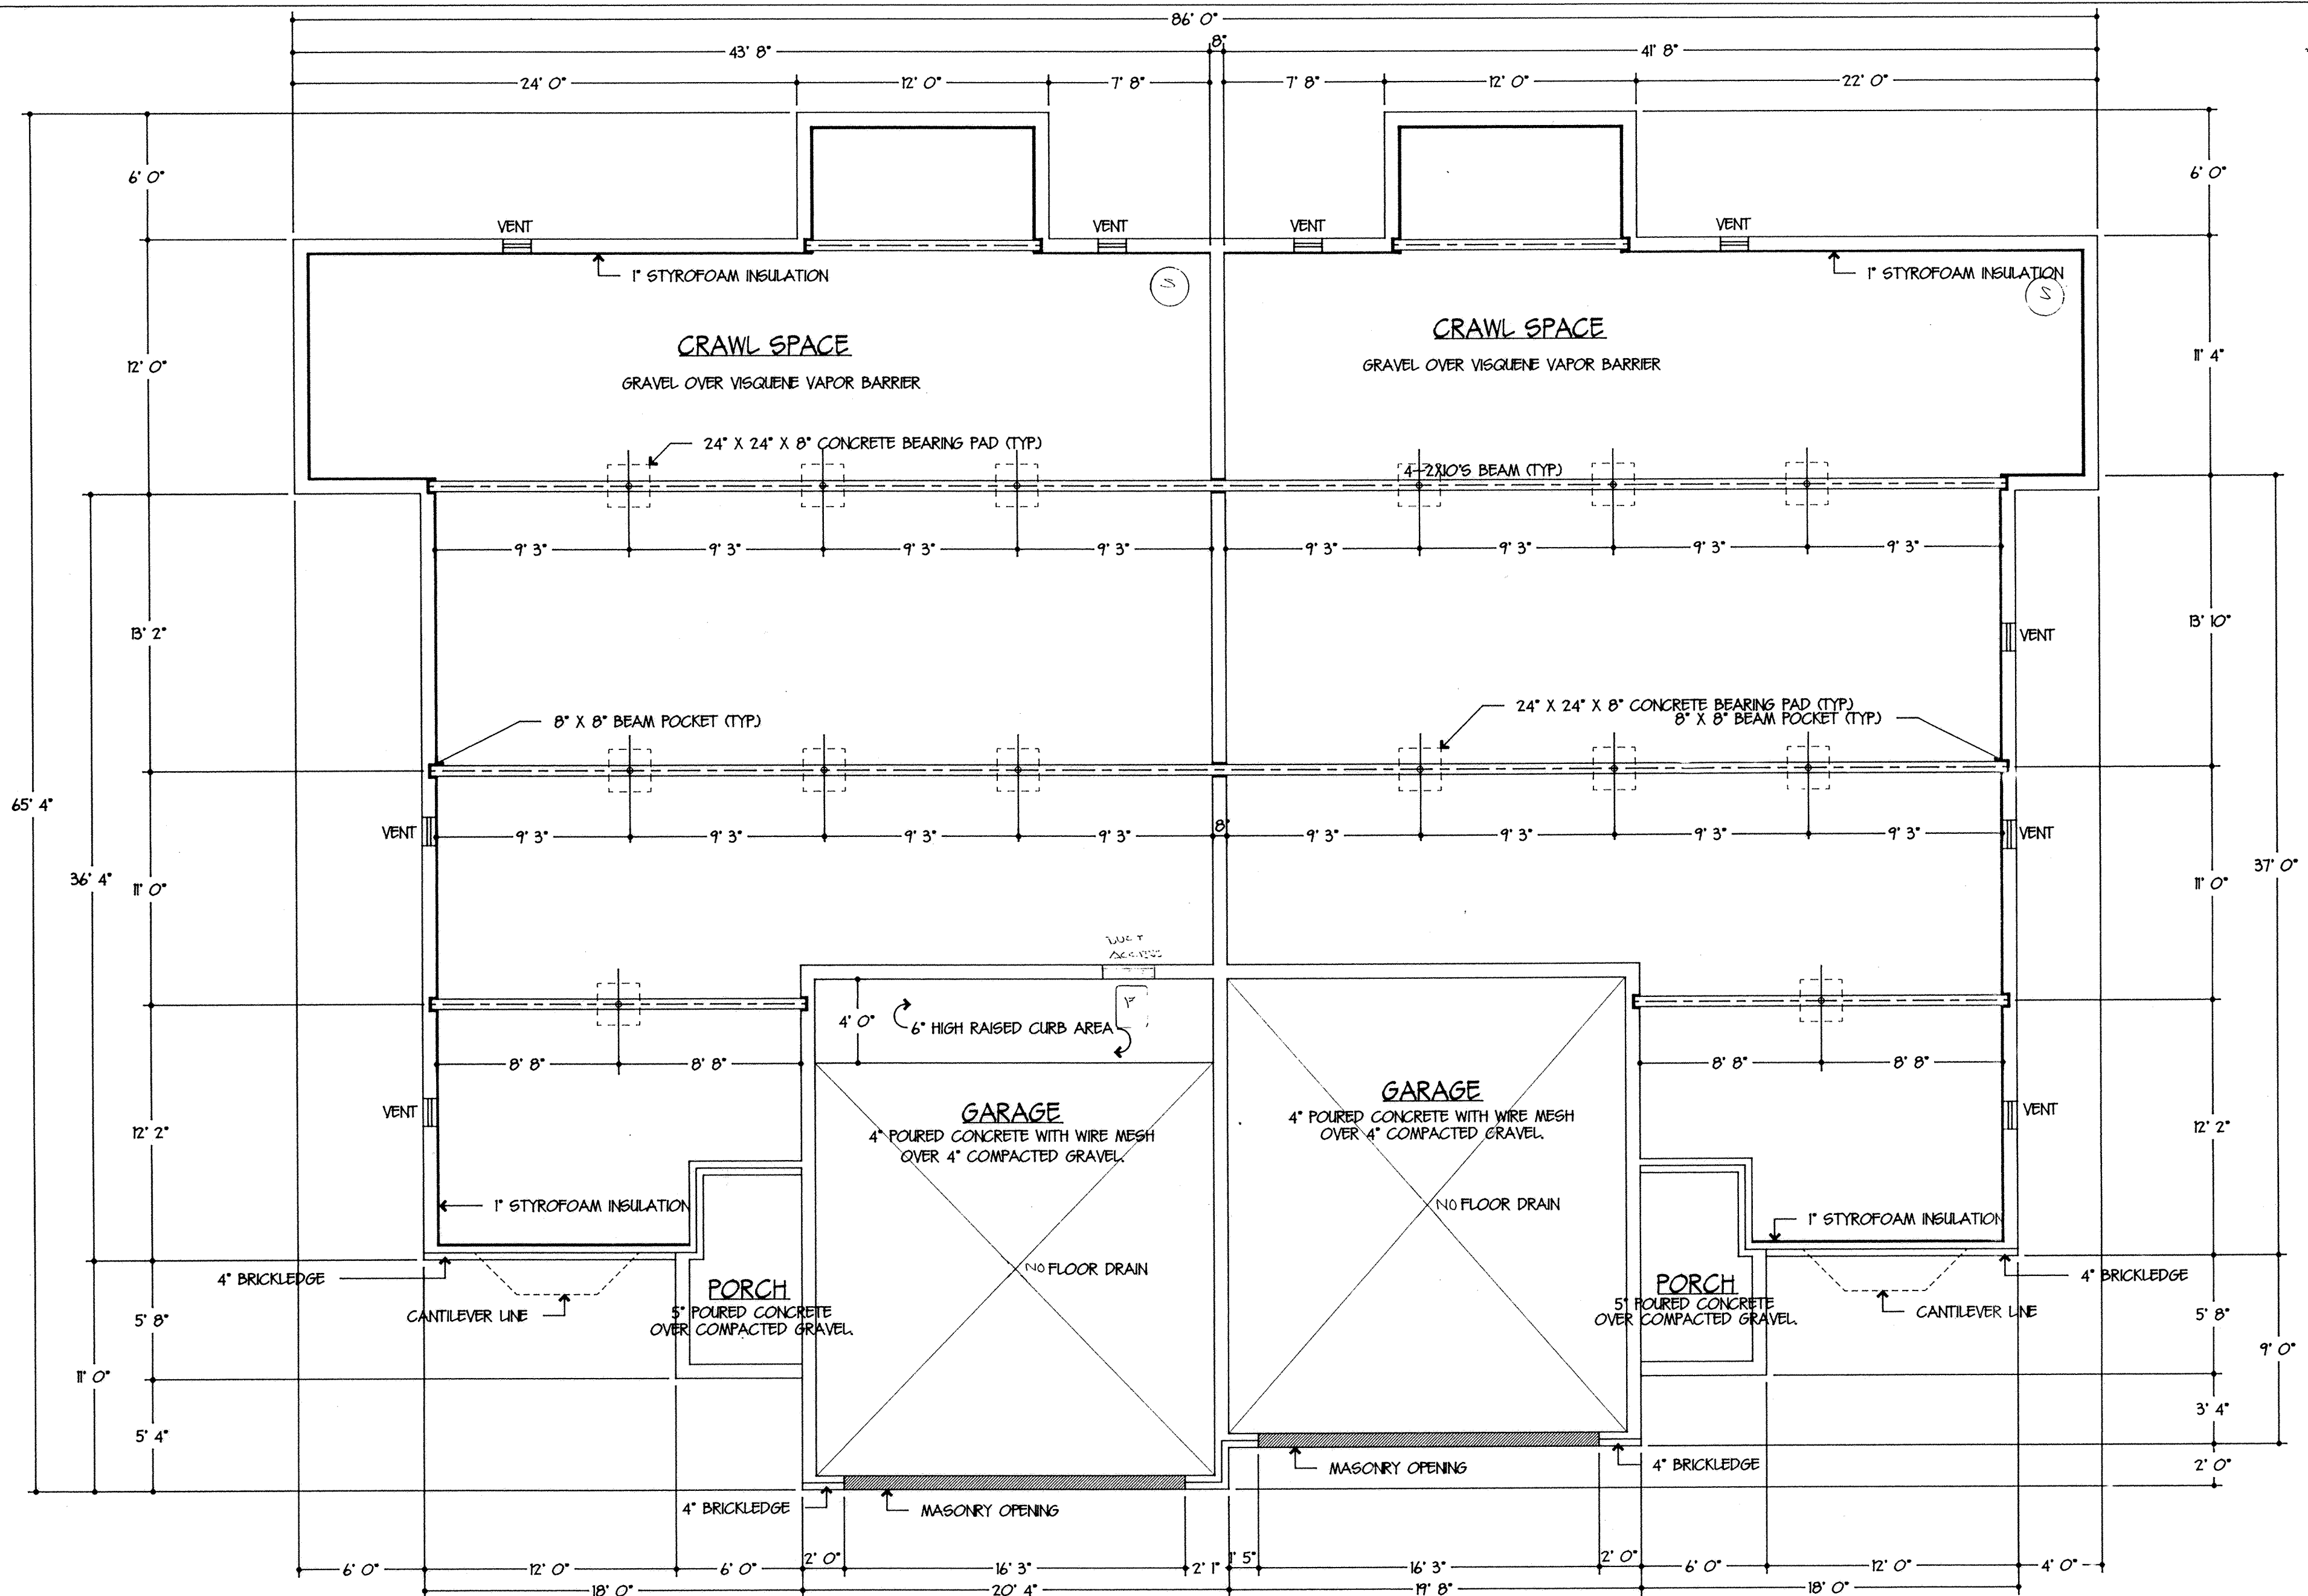 86' 0"
43' 8"
8"
41' 8"
24' 0"
12' 0"
7' 8"
7' 8"
12' 0"
22' 0"
6' 0"
6' 0"
VENT
VENT
VENT
VENT
1" STYROFOAM INSULATION
1" STYROFOAM INSULATION
S
S
CRAWL SPACE
GRAVEL OVER VISQUENE VAPOR BARRIER
CRAWL SPACE
GRAVEL OVER VISQUENE VAPOR BARRIER
12' 0"
11' 4"
24" X 24" X 8" CONCRETE BEARING PAD (TYP.)
4-2X10'S BEAM (TYP.)
9' 3"
9' 3"
9' 3"
9' 3"
9' 3"
9' 3"
9' 3"
9' 3"
13' 2"
13' 10"
VENT
8" X 8" BEAM POCKET (TYP.)
24" X 24" X 8" CONCRETE BEARING PAD (TYP.)
8" X 8" BEAM POCKET (TYP.)
65' 4"
VENT
9' 3"
9' 3"
9' 3"
9' 3"
8"
9' 3"
9' 3"
9' 3"
9' 3"
VENT
36' 4"
11' 0"
11' 0"
37' 0"
F
4' 0"
6" HIGH RAISED CURB AREA
8' 8"
8' 8"
8' 8"
8' 8"
VENT
VENT
12' 2"
12' 2"
GARAGE
4" POURED CONCRETE WITH WIRE MESH
OVER 4" COMPACTED GRAVEL.
GARAGE
4" POURED CONCRETE WITH WIRE MESH
OVER 4" COMPACTED GRAVEL.
1" STYROFOAM INSULATION
NO FLOOR DRAIN
1" STYROFOAM INSULATION
NO FLOOR DRAIN
4" BRICKLEDGE
4" BRICKLEDGE
PORCH
5" POURED CONCRETE
OVER COMPACTED GRAVEL.
PORCH
5" POURED CONCRETE
OVER COMPACTED GRAVEL.
CANTILEVER LINE
CANTILEVER LINE
5' 8"
5' 8"
9' 0"
11' 0"
5' 4"
3' 4"
2' 0"
MASONRY OPENING
4" BRICKLEDGE
4" BRICKLEDGE
MASONRY OPENING
6' 0"
12' 0"
6' 0"
2' 0"
16' 3"
2' 1"
1' 5"
16' 3"
2' 0"
6' 0"
12' 0"
4' 0"
18' 0"
20' 4"
19' 8"
18' 0"